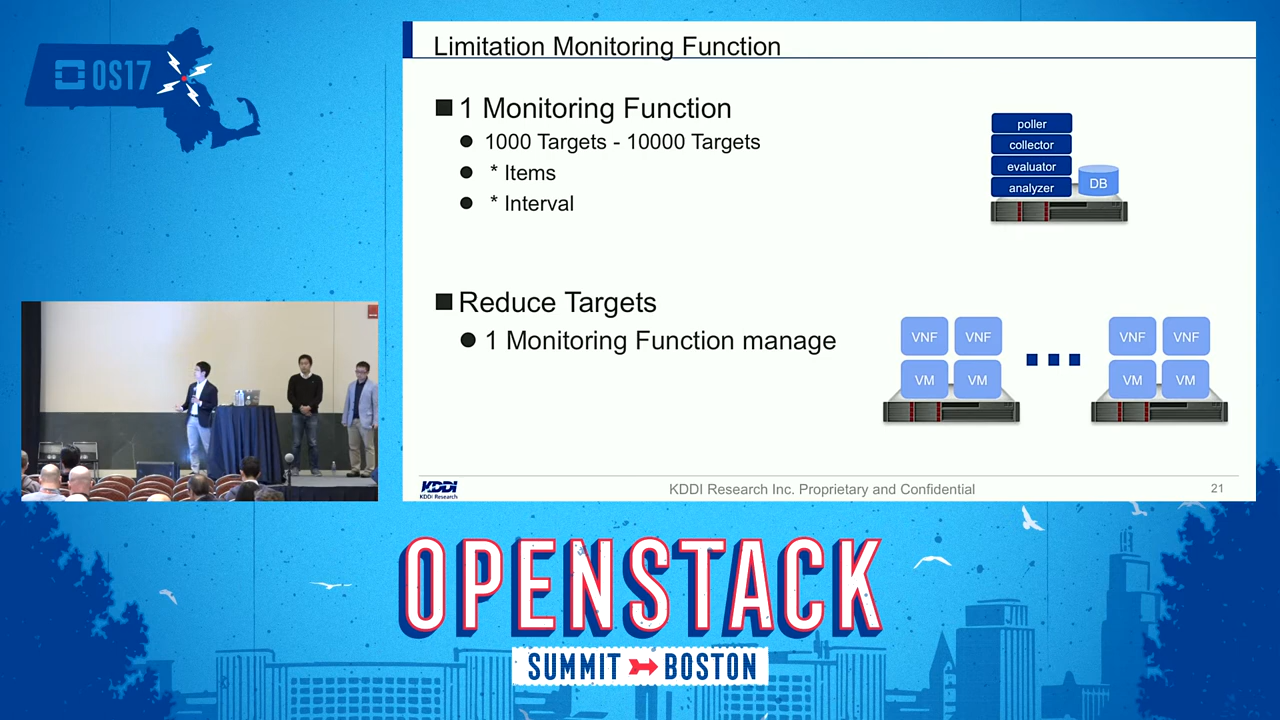 OS17
Limitation Monitoring Function
1 Monitoring Function
1000 Targets - 10000 Targets
* Items
* Interval
poller
collector
evaluator
analyzer
DB
Reduce Targets
1 Monitoring Function manage
VNF VNF
VM VM
VNF VNF
VM VM
KDDI
KDDI Research
KDDI Research Inc. Proprietary and Confidential
21
OPENSTACK
SUMMIT BOSTON